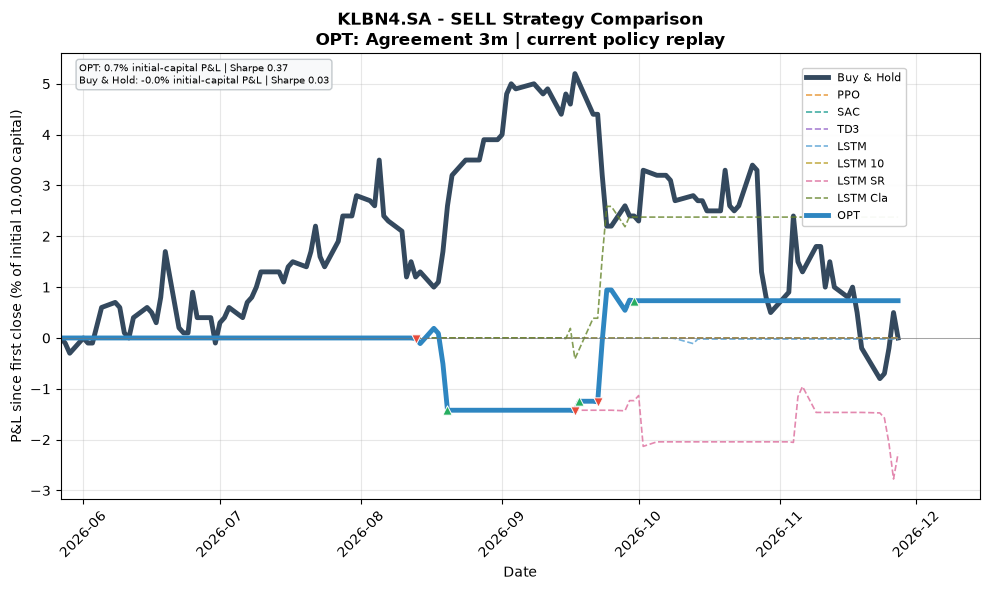 KLBN4.SA - SELL Strategy Comparison
OPT: Agreement 3m | current policy replay
OPT: 0.7% initial-capital P&L | Sharpe 0.37
Buy & Hold: -0.0% initial-capital P&L | Sharpe 0.03
Buy & Hold
PPO
SAC
TD3
LSTM
LSTM 10
LSTM SR
LSTM Cla
OPT
P&L since first close (% of initial 10,000 capital)
5
4
3
2
1
0
−1
−2
−3
2026-06
2026-07
2026-08
2026-09
2026-10
2026-11
2026-12
Date